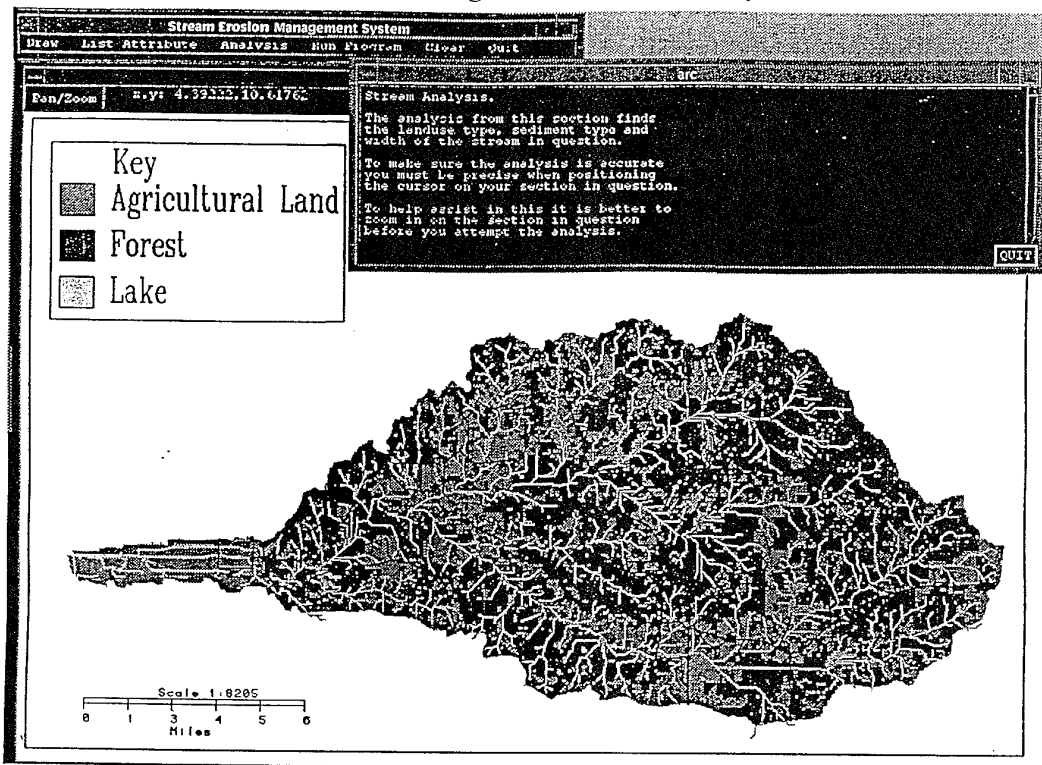 Stream Erosion Management System
Draw List Attribute Analysis Run Program Clear Quit
arc
Pan/Zoom x,y: 4.89222,10.61762
Stream Analysis.
The analysis from this section finds
the landuse type, sediment type and
width of the stream in question.
To make sure the analysis is accurate
you must be precise when positioning
the cursor on your section in question.
To help assist in this it is better to
zoom in on the section in question
before you attempt the analysis.
QUIT
Key
Agricultural Land
Forest
Lake
Scale 1:8205
0 1 3 4 5 6
Miles